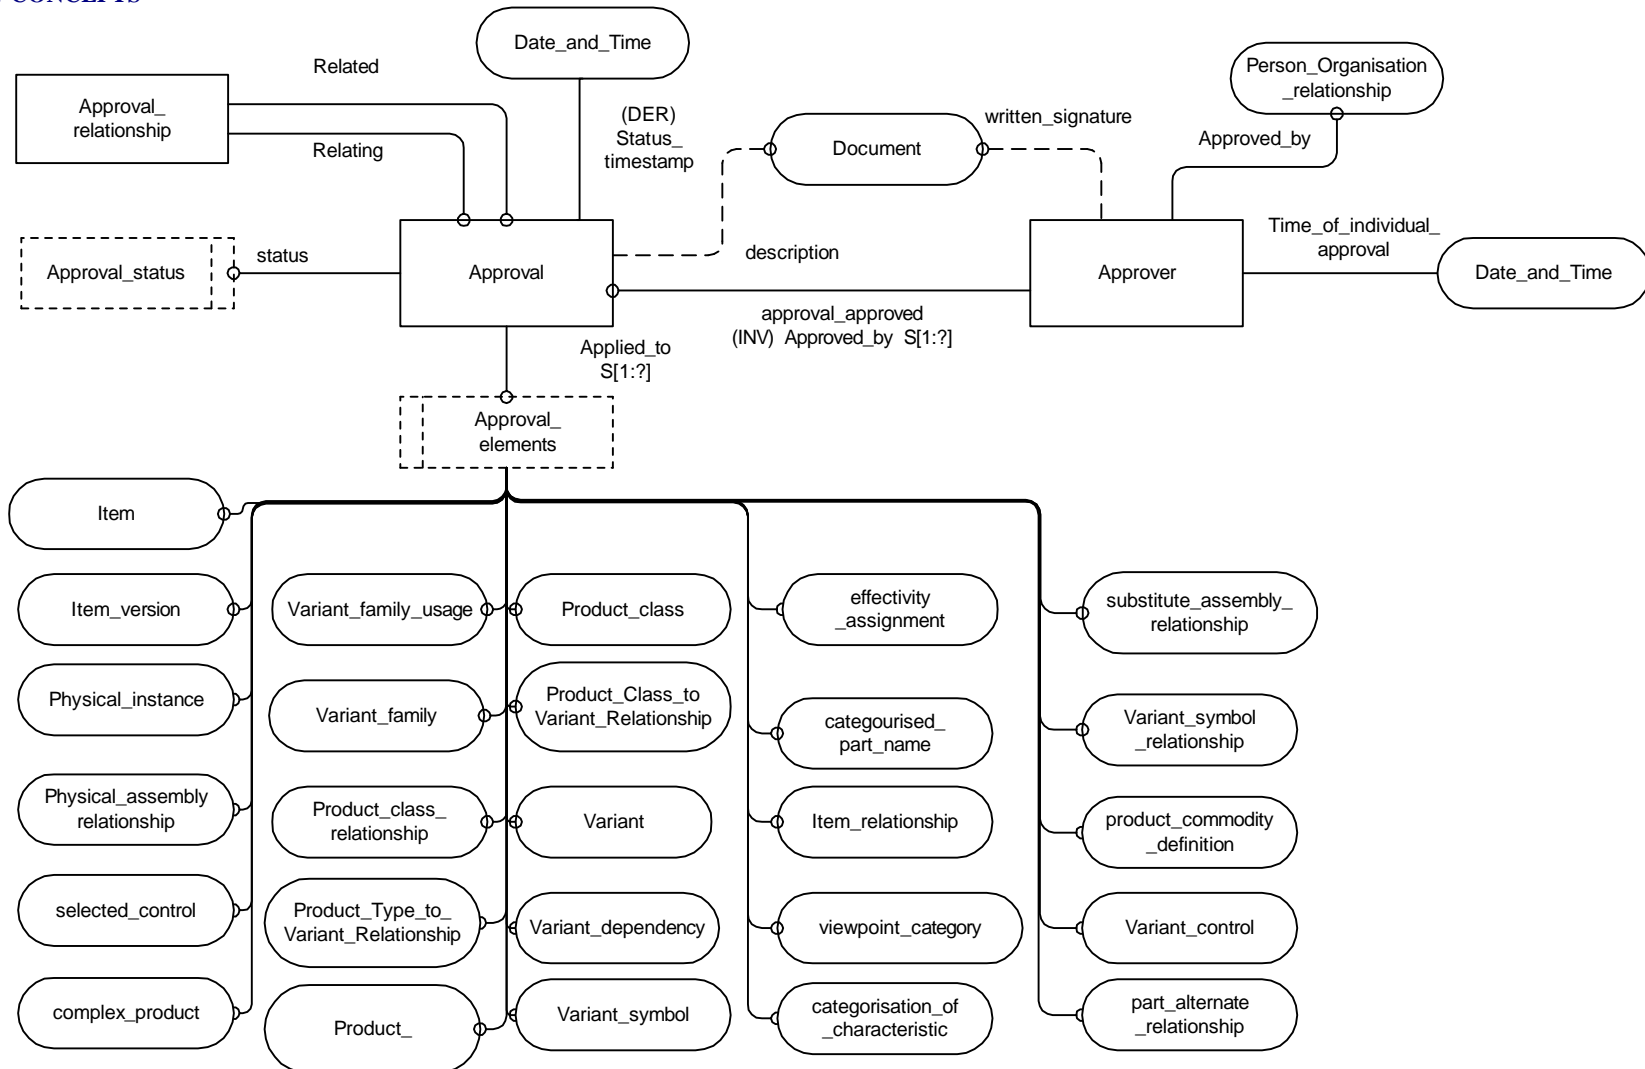 CONCEPTS
Date_and_Time
Related
Approval_
relationship
Relating
(DER)
Status_
timestamp
Document
written_signature
Person_Organisation
_relationship
Approved_by
Approval_status
status
Approval
description
Approver
Time_of_individual_
approval
Date_and_Time
approval_approved
(INV) Approved_by S[1:?]
Applied_to
S[1:?]
Approval_
elements
Item
Item_version
Variant_family_usage
Product_class
effectivity
_assignment
substitute_assembly_
relationship
Physical_instance
Variant_family
Product_Class_to
Variant_Relationship
categourised_
part_name
Variant_symbol
_relationship
Physical_assembly
relationship
Product_class_
relationship
Variant
Item_relationship
product_commodity
_definition
selected_control
Product_Type_to_
Variant_Relationship
Variant_dependency
viewpoint_category
Variant_control
complex_product
Product_
Variant_symbol
categorisation_of
_characteristic
part_alternate
_relationship